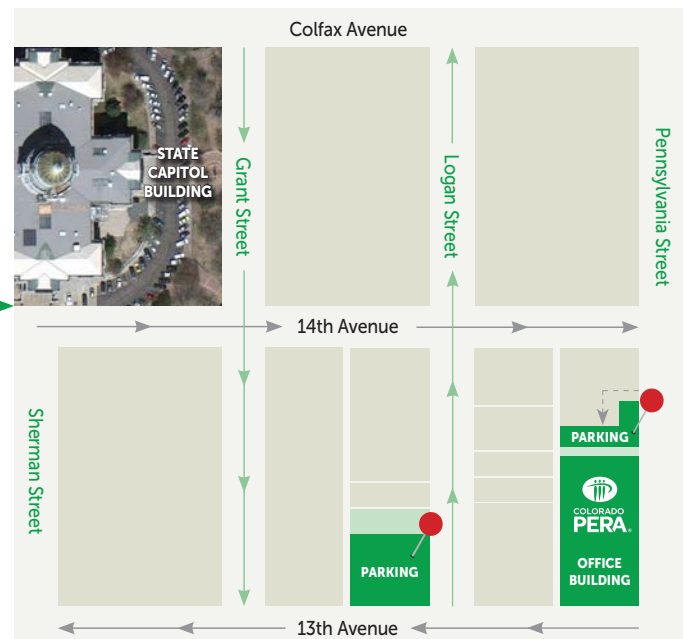 Colfax Avenue
STATE
CAPITOL
BUILDING
Grant Street
Logan Street
Pennsylvania Street
14th Avenue
Sherman Street
PARKING
COLORADO
PERA®
OFFICE
BUILDING
PARKING
13th Avenue